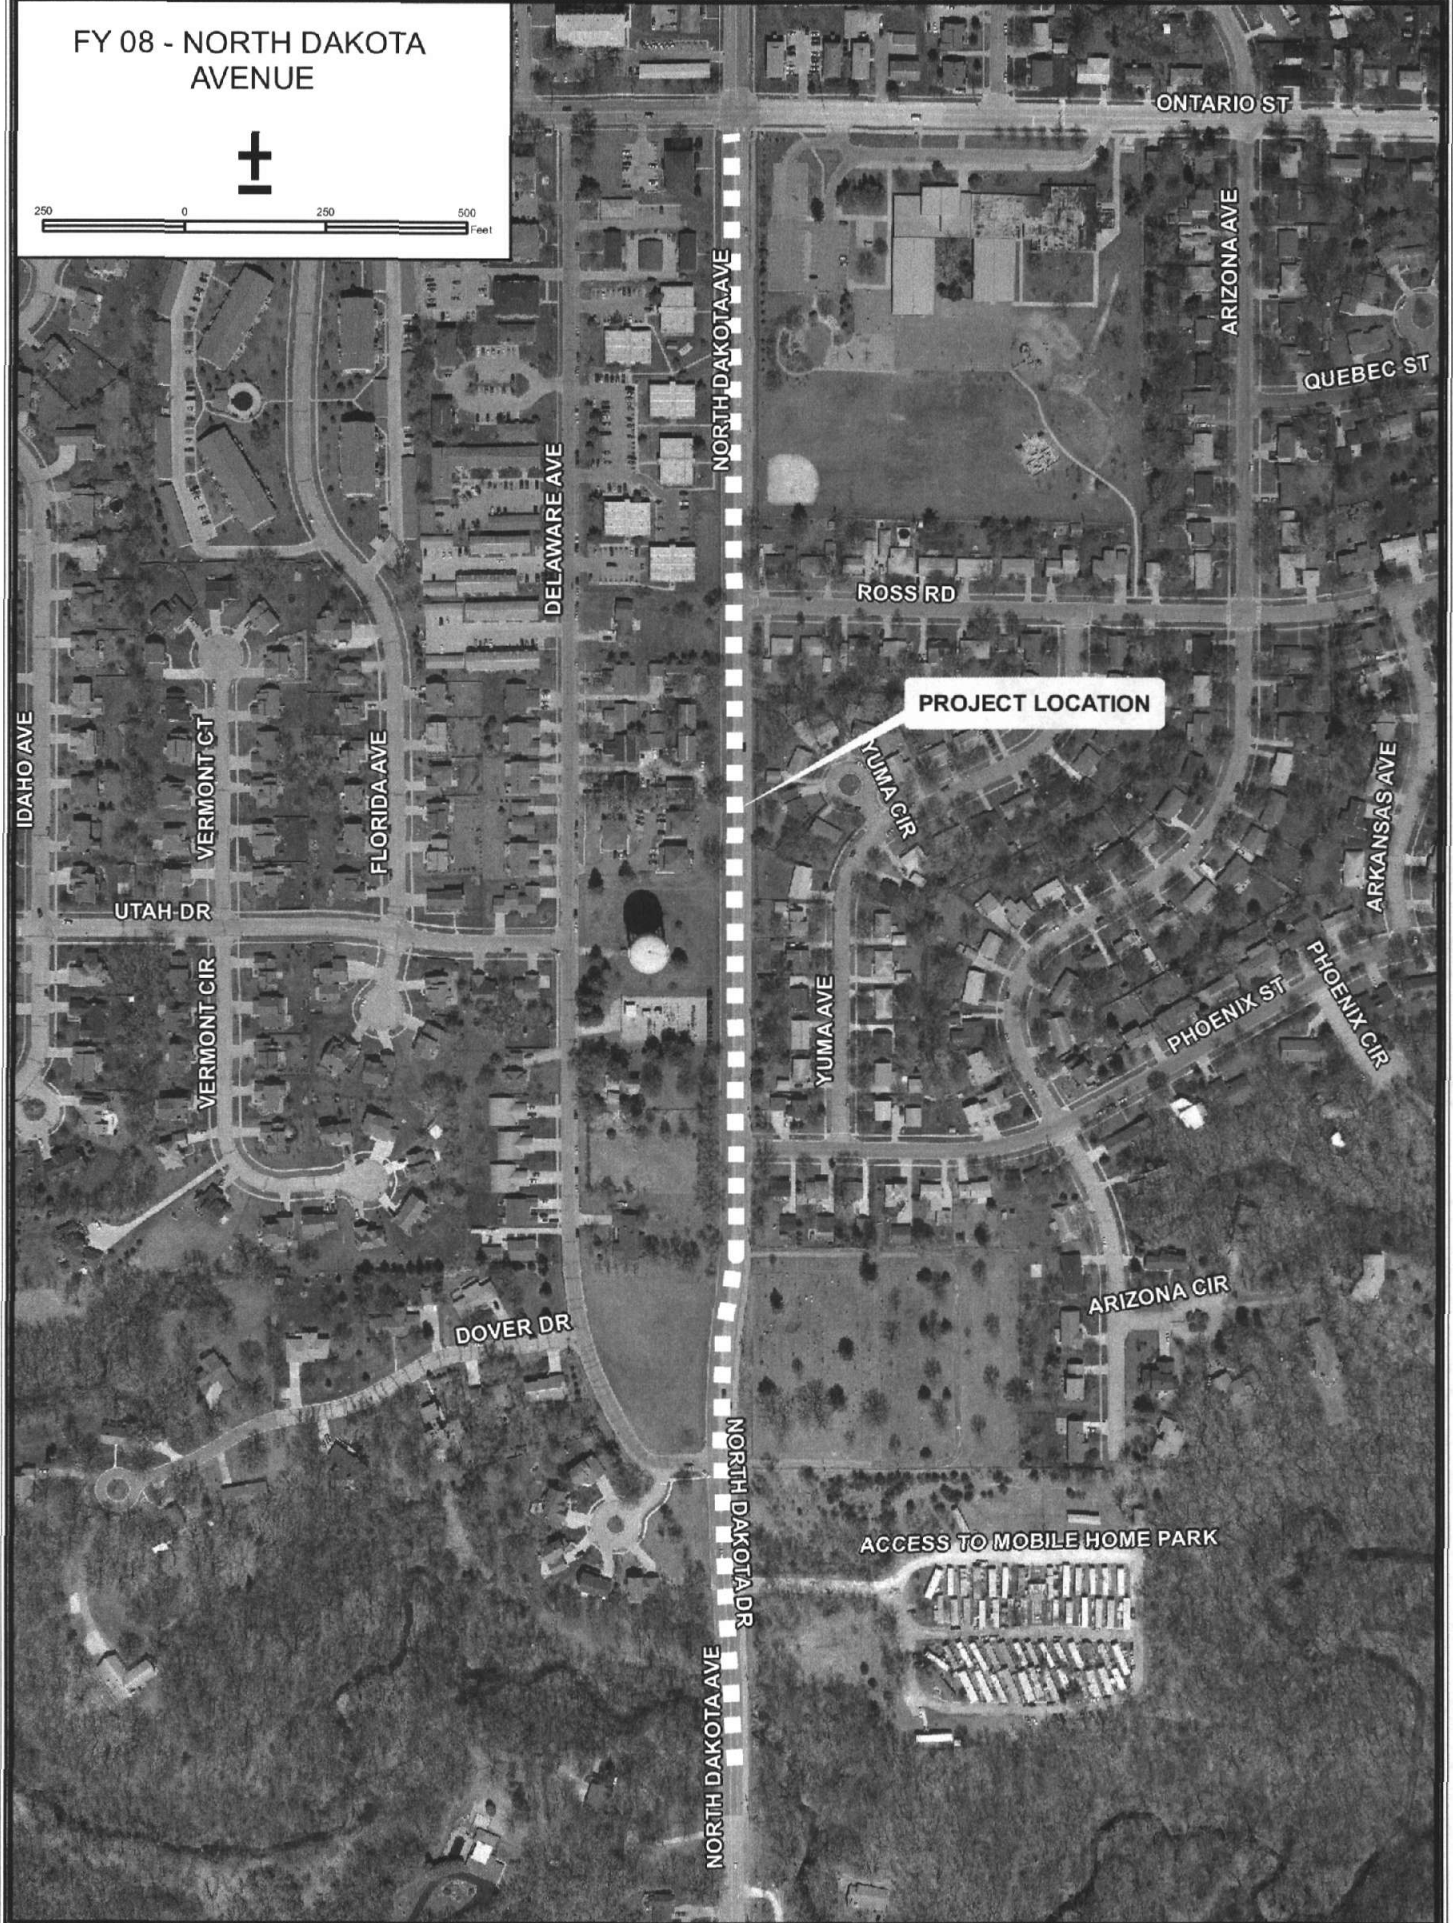 FY 08 - NORTH DAKOTA
AVENUE
±
250 0 250 500
Feet
ONTARIO ST
ARIZONA AVE
NORTH DAKOTA AVE
QUEBEC ST
DELAWARE AVE
ROSS RD
PROJECT LOCATION
IDAHO AVE
VERMONT CT
FLORIDA AVE
YUMA CIR
ARKANSAS AVE
UTAH DR
VERMONT CIR
YUMA AVE
PHOENIX ST
PHOENIX CIR
ARIZONA CIR
DOVER DR
NORTH DAKOTA DR
ACCESS TO MOBILE HOME PARK
NORTH DAKOTA AVE